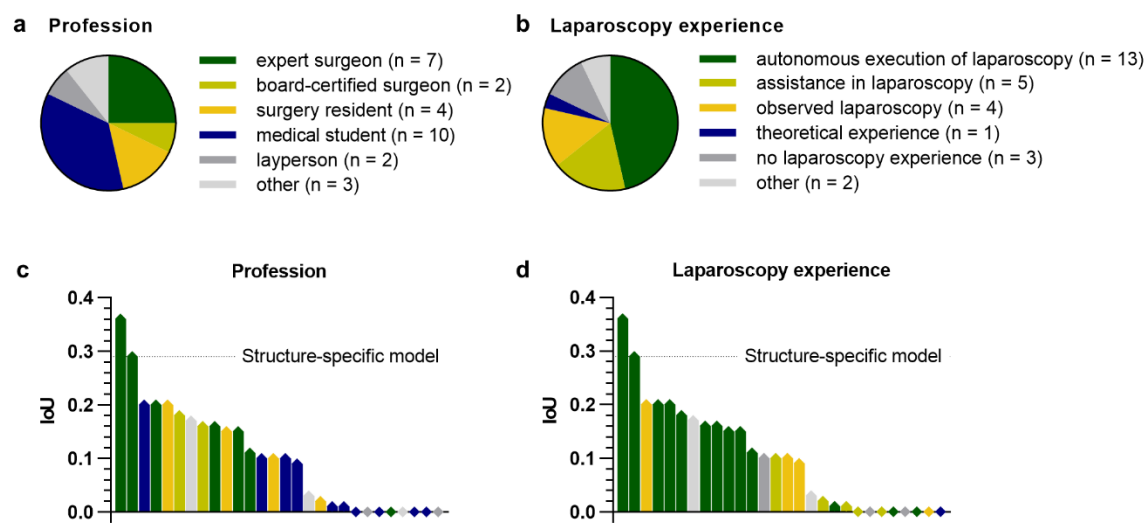 a Profession
expert surgeon (n = 7)
board-certified surgeon (n = 2)
surgery resident (n = 4)
medical student (n = 10)
layperson (n = 2)
other (n = 3)
b Laparoscopy experience
autonomous execution of laparoscopy (n = 13)
assistance in laparoscopy (n = 5)
observed laparoscopy (n = 4)
theoretical experience (n = 1)
no laparoscopy experience (n = 3)
other (n = 2)
c Profession
IoU
0.4
0.3
0.2
0.1
0.0
Structure-specific model
d Laparoscopy experience
IoU
0.4
0.3
0.2
0.1
0.0
Structure-specific model